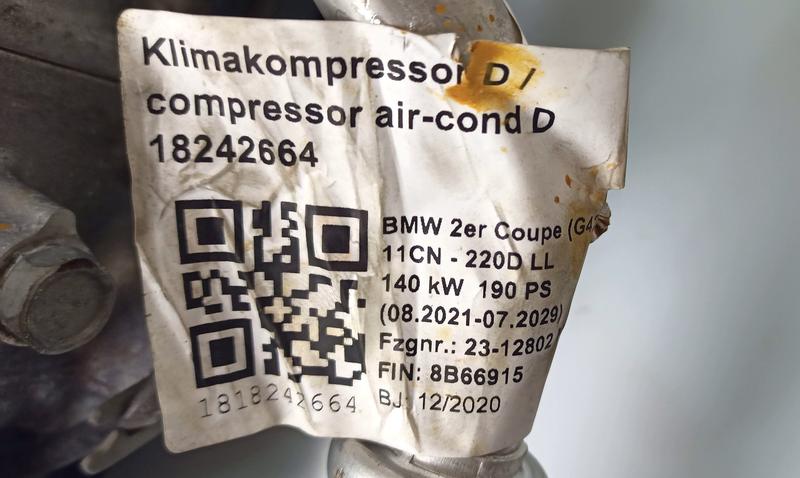 Klimakompressor D /
compressor air-cond D
18242664
BMW 2er Coupe (G4
11CN - 220D LL
140 kW 190 PS
(08.2021-07.2029)
Fzgnr.: 23-12802
FIN: 8B66915
BJ: 12/2020
1818242664